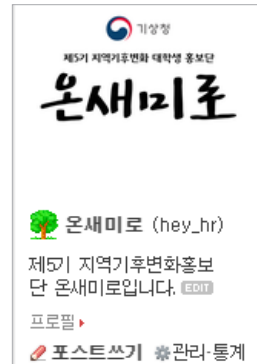 기상청
제5기 지역기후변화 대학생 홍보단
온새미로
온새미로 (hey_hr)
제5기 지역기후변화홍보
단 온새미로입니다. EDIT
프로필
포스트쓰기 관리·통계